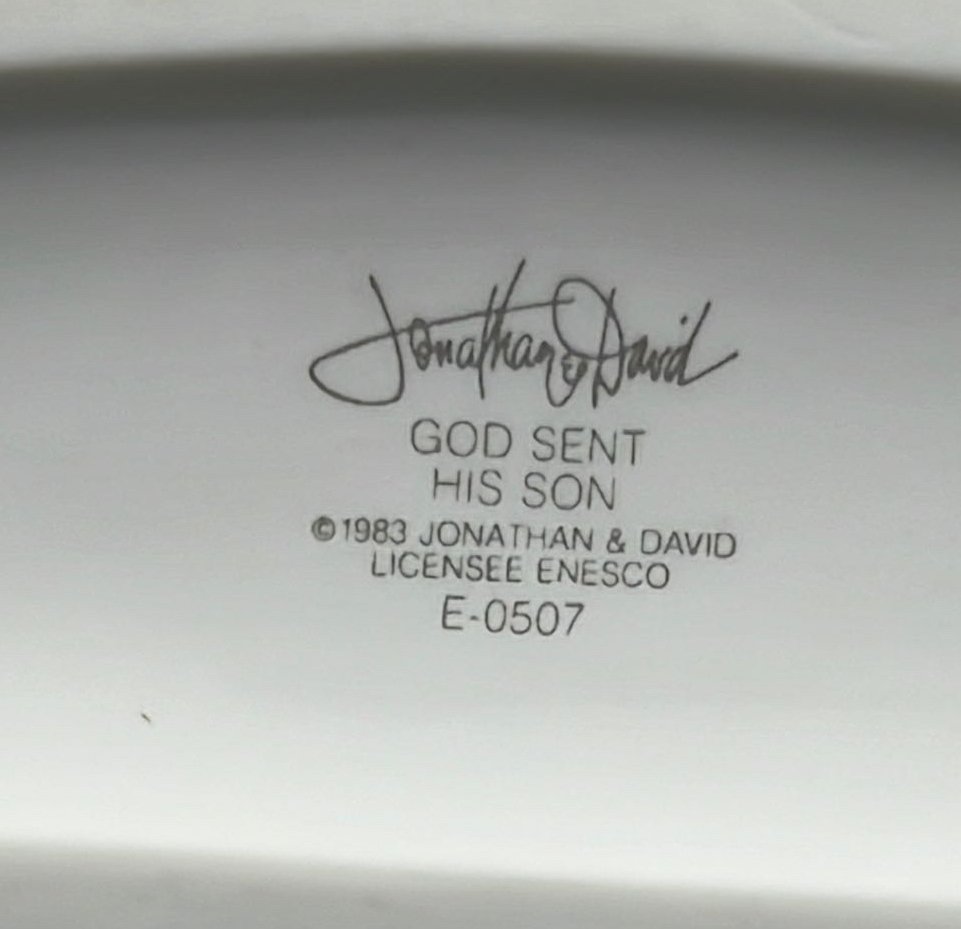 Jonathan & David
GOD SENT
HIS SON
©1983 JONATHAN & DAVID
LICENSEE ENESCO
E-0507